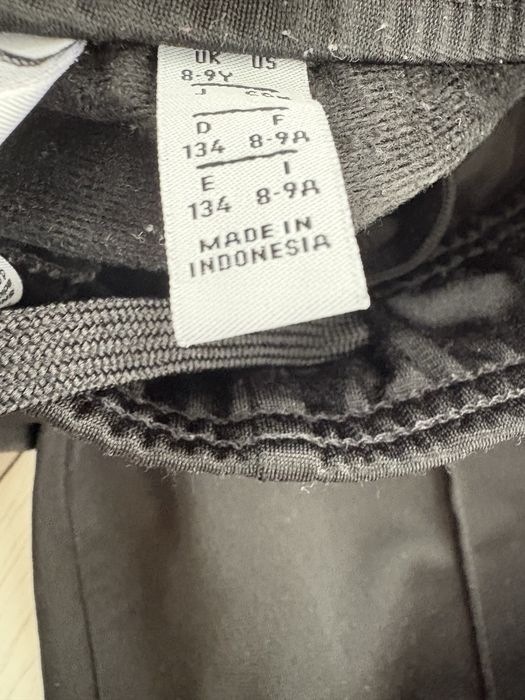 UK US
8-9Y
J
D F
134 8-9A
E I
134 8-9A
MADE IN
INDONESIA